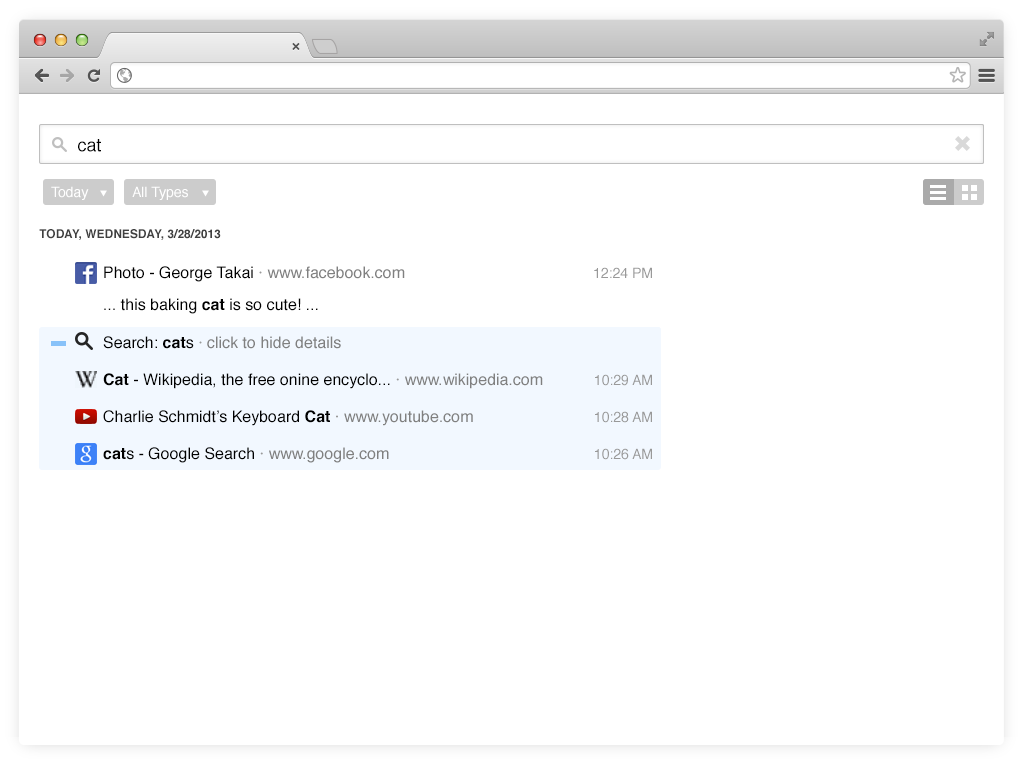 cat
Today All Types
TODAY, WEDNESDAY, 3/28/2013
Photo - George Takai · www.facebook.com 12:24 PM
... this baking cat is so cute! ...
Search: cats · click to hide details
Cat - Wikipedia, the free onine encyclo... · www.wikipedia.com 10:29 AM
Charlie Schmidt’s Keyboard Cat · www.youtube.com 10:28 AM
cats - Google Search · www.google.com 10:26 AM